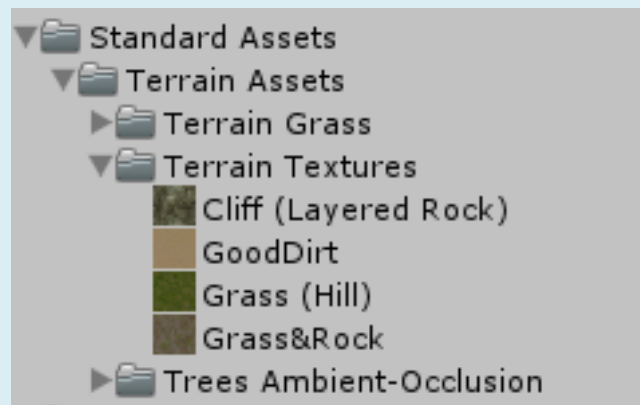 Standard Assets
Terrain Assets
Terrain Grass
Terrain Textures
Cliff (Layered Rock)
GoodDirt
Grass (Hill)
Grass&Rock
Trees Ambient-Occlusion